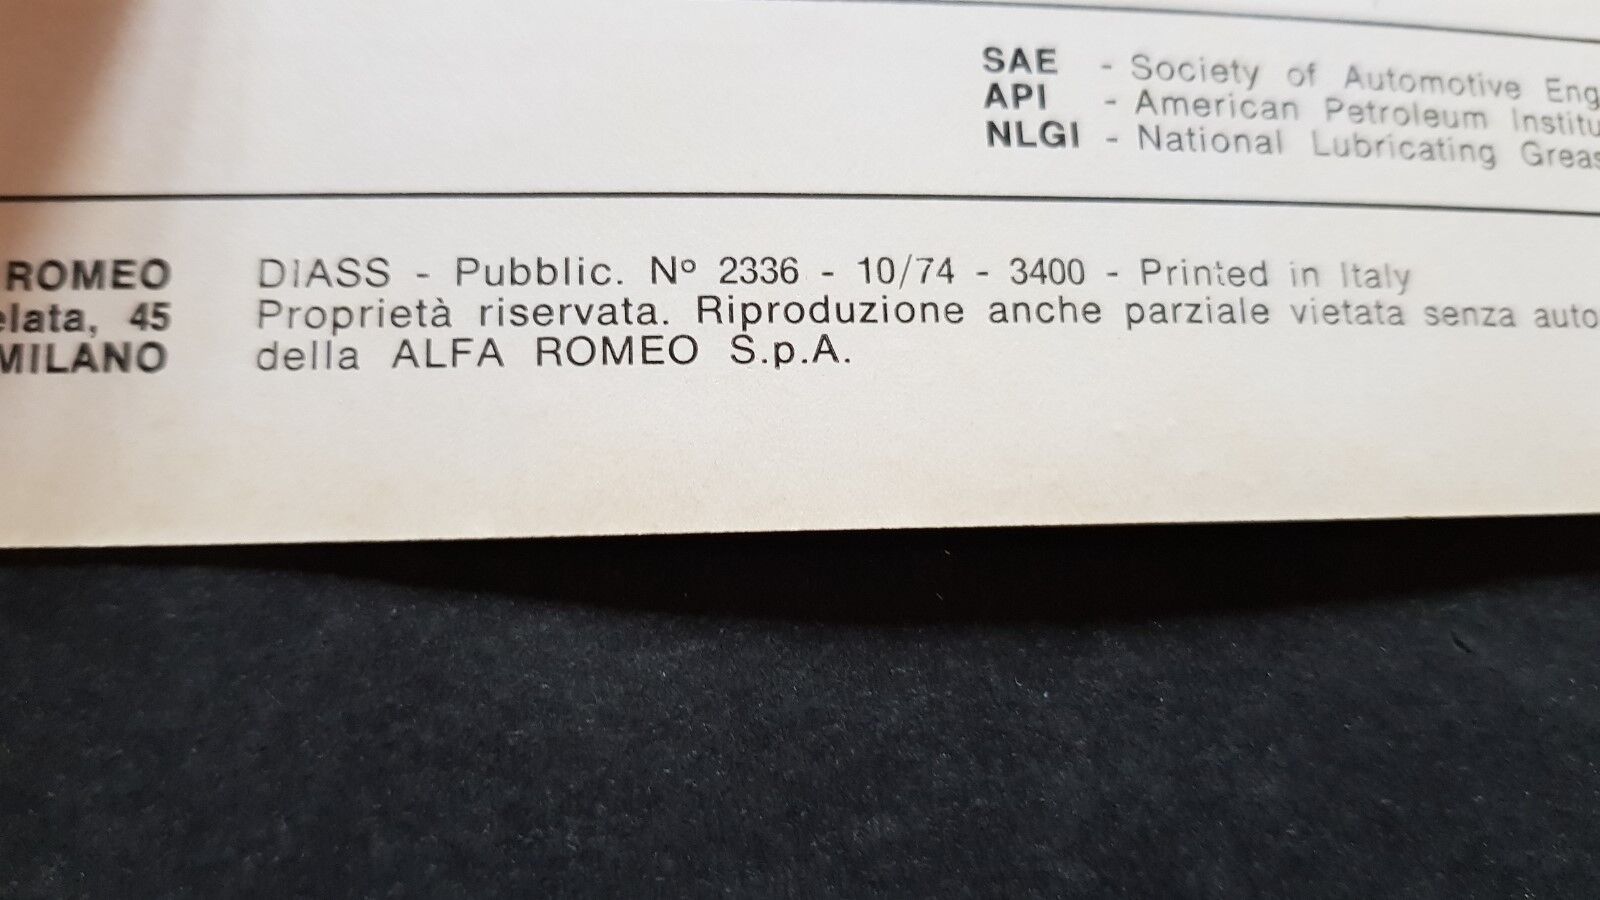 SAE - Society of Automotive Eng
API - American Petroleum Institu
NLGI - National Lubricating Greas
ROMEO
elata, 45
MILANO
DIASS - Pubblic. Nº 2336 - 10/74 - 3400 - Printed in Italy
Proprietà riservata. Riproduzione anche parziale vietata senza auto
della ALFA ROMEO S.p.A.